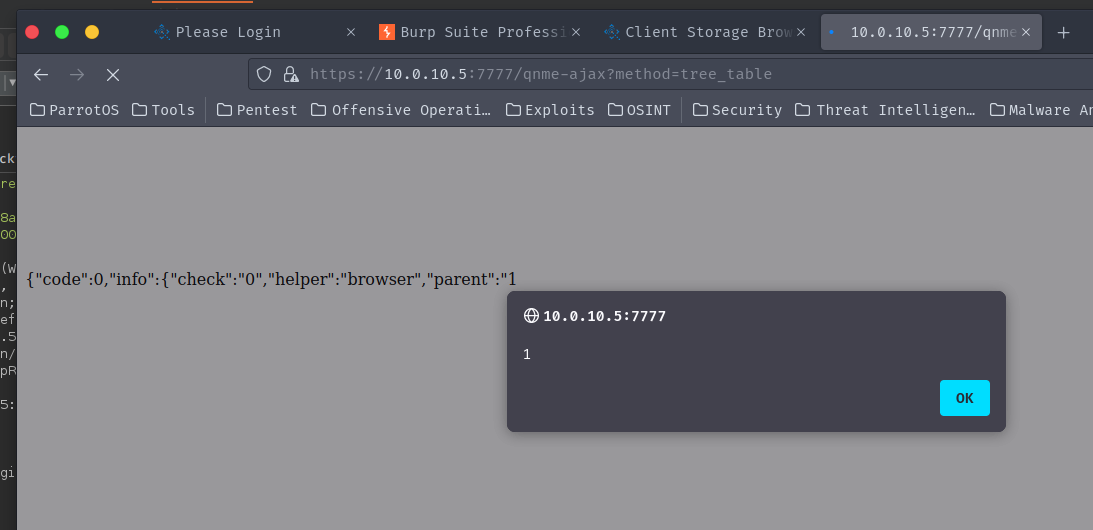 Please Login
Burp Suite Professi
Client Storage Brow
10.0.10.5:7777/qnme
https://10.0.10.5:7777/qnme-ajax?method=tree_table
ParrotOS
Tools
Pentest
Offensive Operati…
Exploits
OSINT
Security
Threat Intelligen…
Malware An
ck
re
8a
00
(W
,
n;
ef
.5
n/
pR
5:
gi
{"code":0,"info":{"check":"0","helper":"browser","parent":"1
10.0.10.5:7777
1
OK